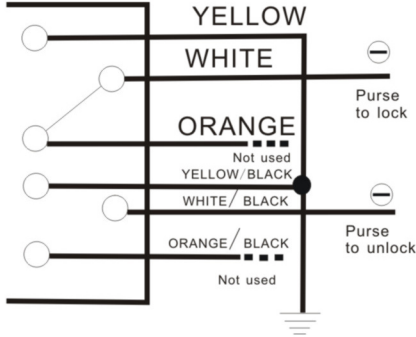 YELLOW
WHITE
Purse
to lock
ORANGE
Not used
YELLOW/BLACK
WHITE/ BLACK
Purse
to unlock
ORANGE/ BLACK
Not used